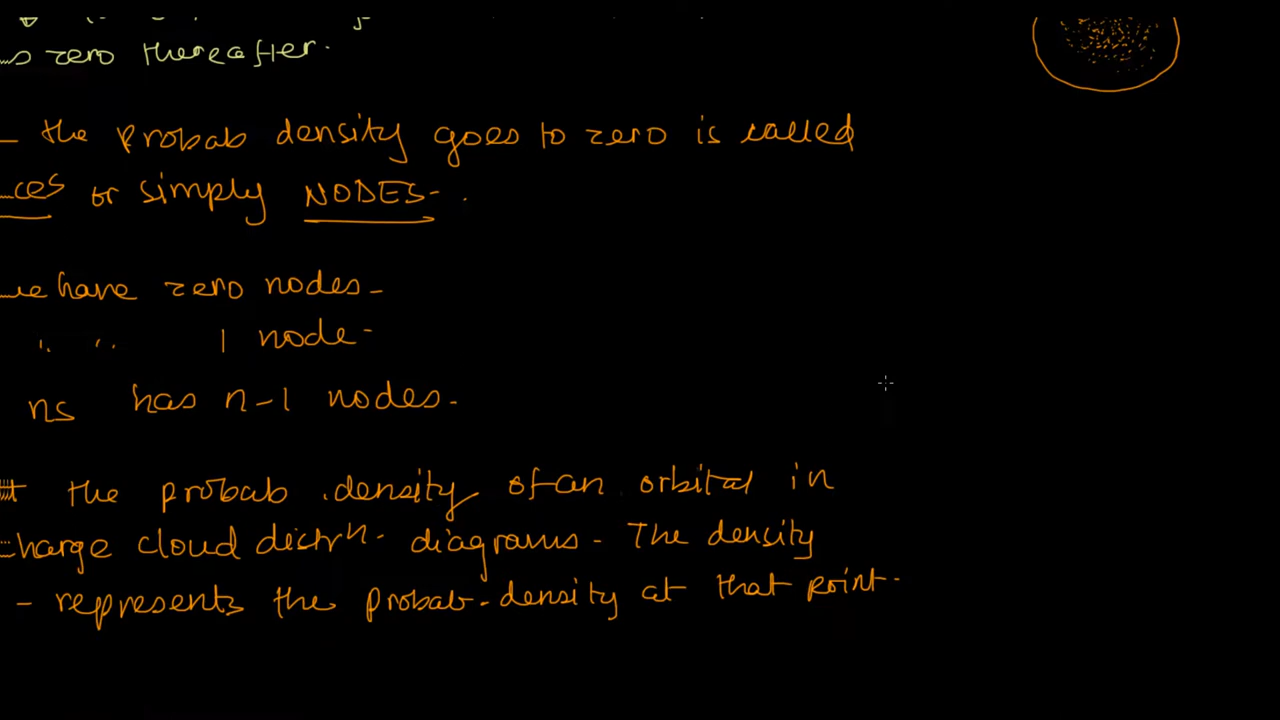 zero thereafter.
the probab density goes to zero is called
ces or simply NODES-.
have zero nodes-
" " 1 node-
ns has n-1 nodes.
the probab density of an orbital in
harge cloud distrⁿ. diagrams. The density
- represents the probab. density at that point.